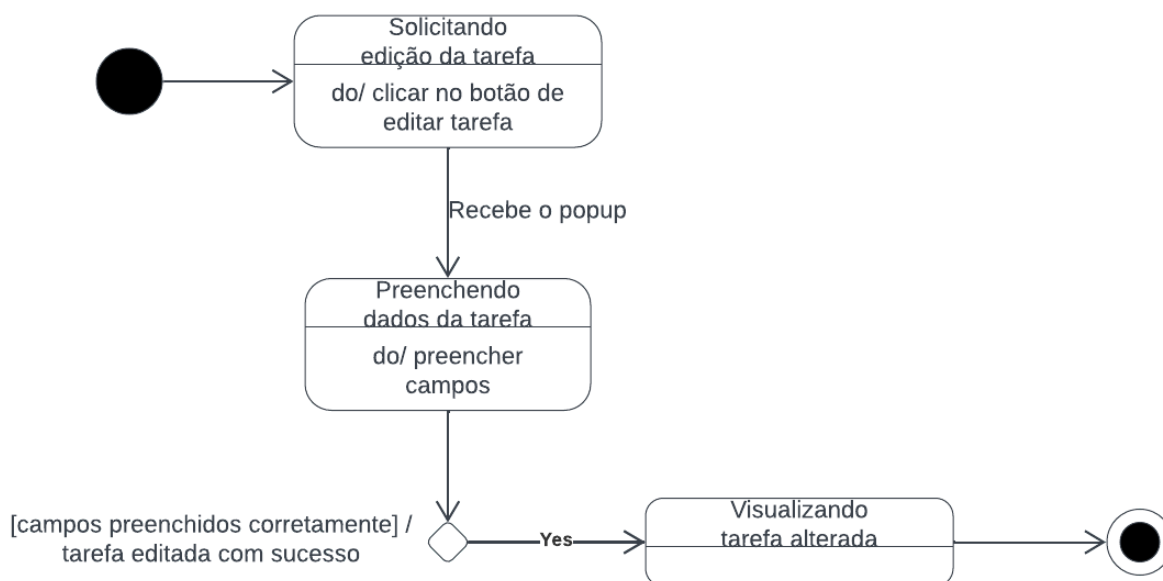 Solicitando
edição da tarefa
do/ clicar no botão de
editar tarefa
Recebe o popup
Preenchendo
dados da tarefa
do/ preencher
campos
[campos preenchidos corretamente] /
tarefa editada com sucesso
Yes
Visualizando
tarefa alterada